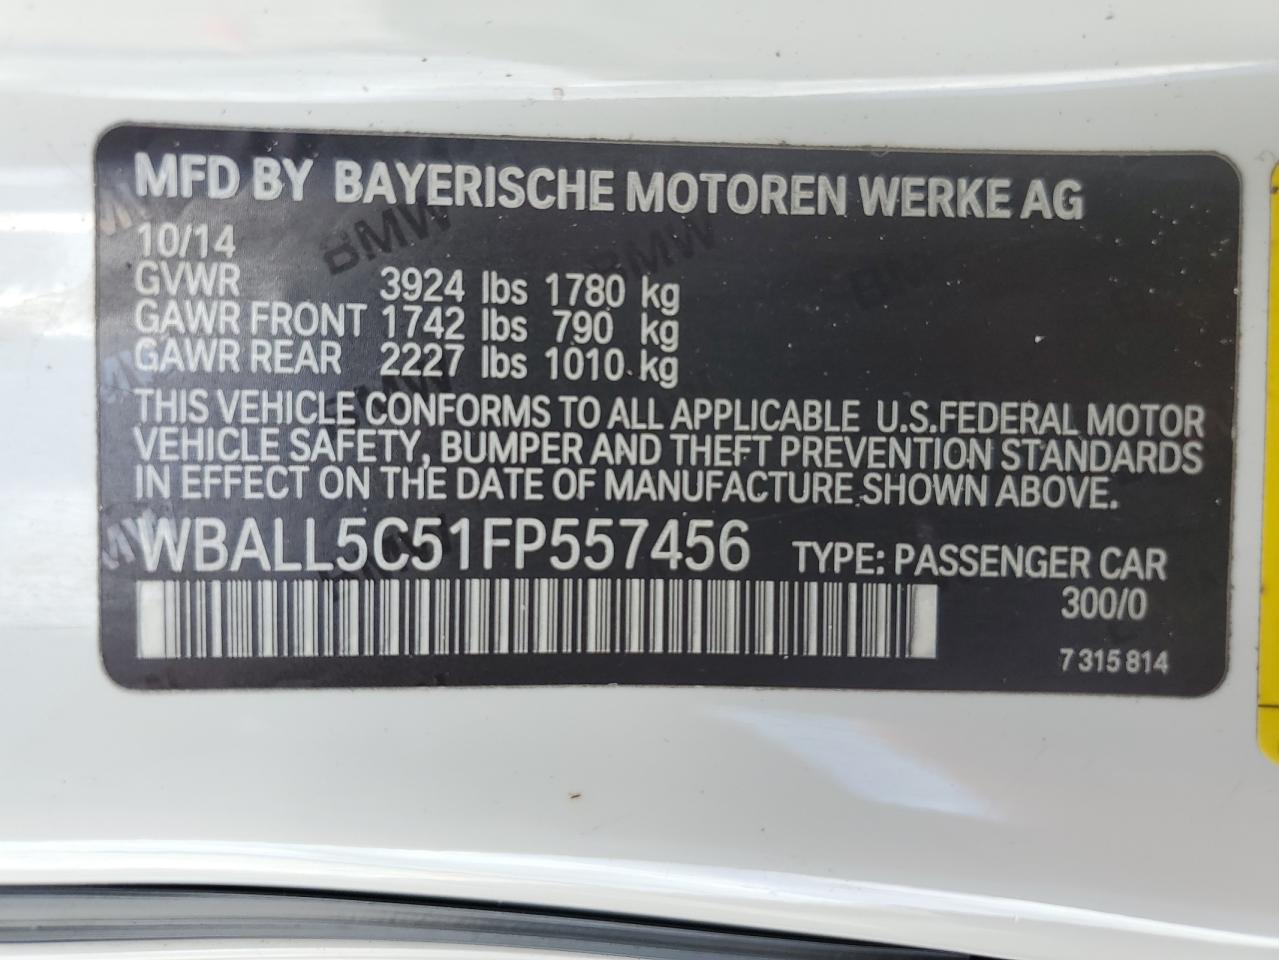 MFD BY BAYERISCHE MOTOREN WERKE AG
10/14
GVWR 3924 lbs 1780 kg
GAWR FRONT 1742 lbs 790 kg
GAWR REAR 2227 lbs 1010 kg
THIS VEHICLE CONFORMS TO ALL APPLICABLE U.S.FEDERAL MOTOR
VEHICLE SAFETY, BUMPER AND THEFT PREVENTION STANDARDS
IN EFFECT ON THE DATE OF MANUFACTURE SHOWN ABOVE.
WBALL5C51FP557456 TYPE: PASSENGER CAR
300/0
7 315 814